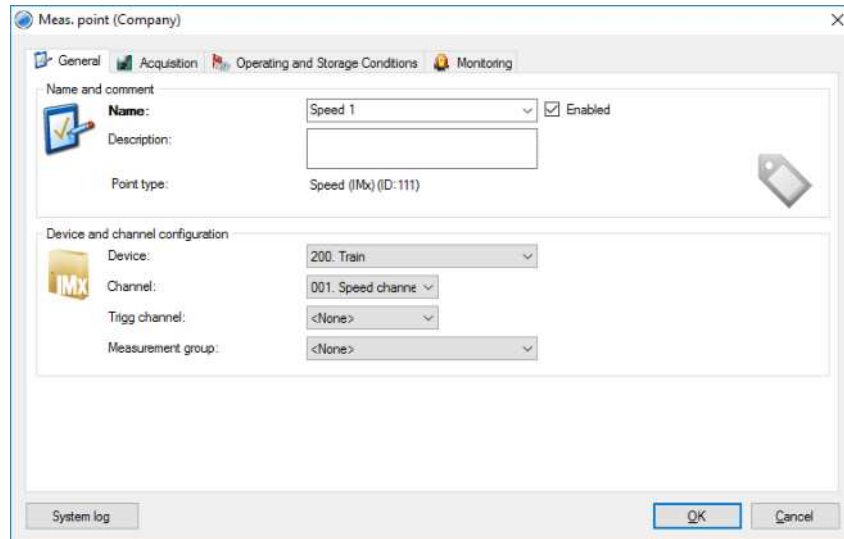 Meas. point (Company)
General Acquisition Operating and Storage Conditions Monitoring
Name and comment
Name: Speed 1 Enabled
Description:
Point type: Speed (IMx) (ID:111)
Device and channel configuration
IMx
Device: 200. Train
Channel: 001. Speed channe
Trigg channel: <None>
Measurement group: <None>
System log OK Cancel